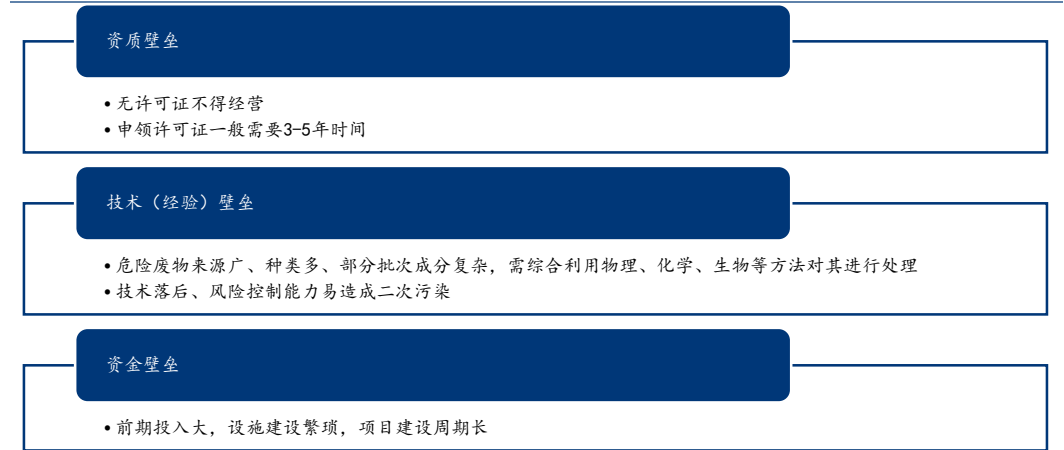 资质壁垒
•无许可证不得经营
•申领许可证一般需要3-5年时间
技术（经验）壁垒
•危险废物来源广、种类多、部分批次成分复杂，需综合利用物理、化学、生物等方法对其进行处理
•技术落后、风险控制能力易造成二次污染
资金壁垒
•前期投入大，设施建设繁琐，项目建设周期长